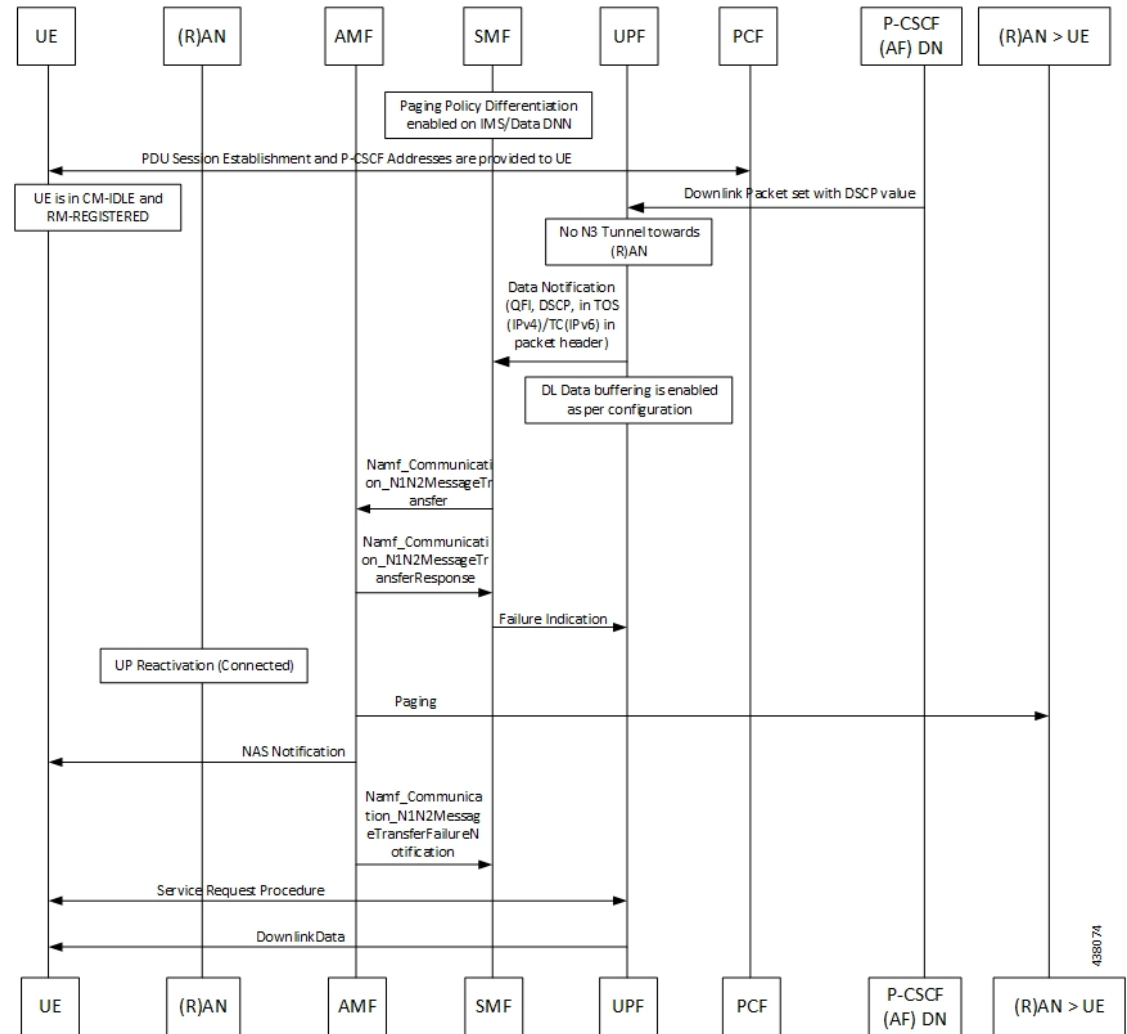 UE
(R)AN
AMF
SMF
UPF
PCF
P-CSCF
(AF) DN
(R)AN > UE
Paging Policy Differentiation
enabled on IMS/Data DNN
PDU Session Establishment and P-CSCF Addresses are provided to UE
UE is in CM-IDLE and
RM-REGISTERED
Downlink Packet set with DSCP value
No N3 Tunnel towards
(R)AN
Data Notification
(QFI, DSCP, in TOS
(IPv4)/TC(IPv6) in
packet header)
DL Data buffering is enabled
as per configuration
Namf_Communicati
on_N1N2MessageTr
ansfer
Namf_Communicati
on_N1N2MessageTr
ansferResponse
Failure Indication
UP Reactivation (Connected)
Paging
NAS Notification
Namf_Communica
tion_N1N2Messag
eTransferFailureN
otification
Service Request Procedure
DownlinkData
438074
UE
(R)AN
AMF
SMF
UPF
PCF
P-CSCF
(AF) DN
(R)AN > UE